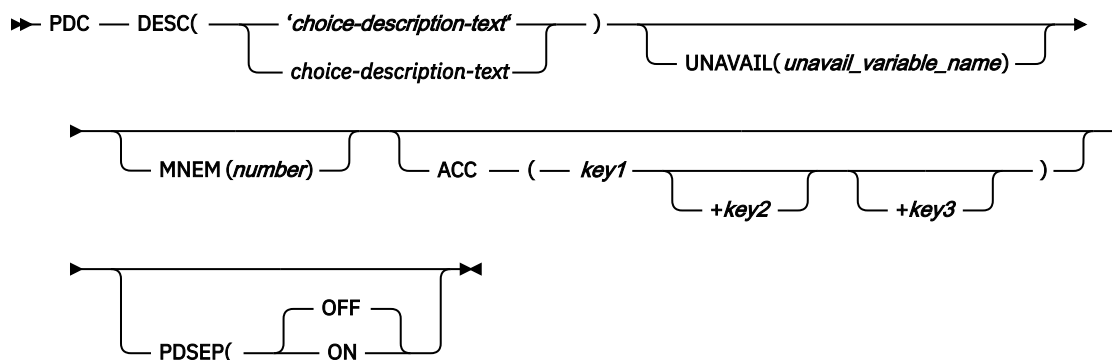 PDC DESC( 'choice-description-text' )
choice-description-text
UNAVAIL( unavail_variable_name)
MNEM (number) ACC ( key1 )
+key2 +key3
OFF
PDSEP( ON